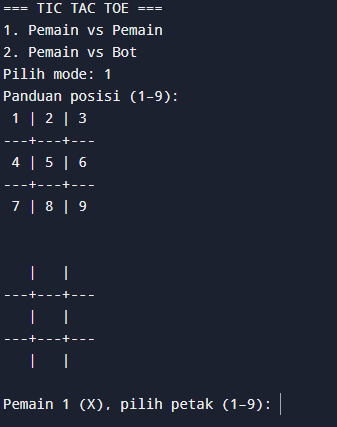 === TIC TAC TOE ===
1. Pemain vs Pemain
2. Pemain vs Bot
Pilih mode: 1
Panduan posisi (1-9):
 1 | 2 | 3
---+---+---
 4 | 5 | 6
---+---+---
 7 | 8 | 9
   |   |
---+---+---
   |   |
---+---+---
   |   |
Pemain 1 (X), pilih petak (1-9):